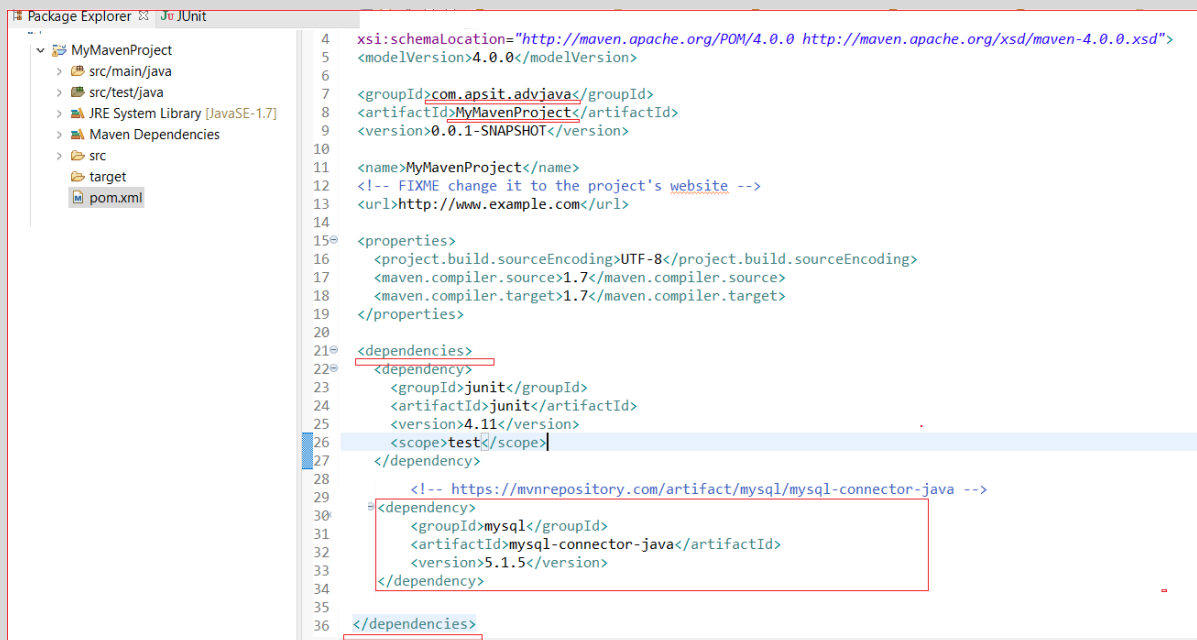 Package Explorer JUnit
MyMavenProject
src/main/java
src/test/java
JRE System Library [JavaSE-1.7]
Maven Dependencies
src
target
pom.xml
4 xsi:schemaLocation="http://maven.apache.org/POM/4.0.0 http://maven.apache.org/xsd/maven-4.0.0.xsd">
5 <modelVersion>4.0.0</modelVersion>
6
7 <groupId>com.apsit.advjava</groupId>
8 <artifactId>MyMavenProject</artifactId>
9 <version>0.0.1-SNAPSHOT</version>
10
11 <name>MyMavenProject</name>
12 <!-- FIXME change it to the project's website -->
13 <url>http://www.example.com</url>
14
15 <properties>
16 <project.build.sourceEncoding>UTF-8</project.build.sourceEncoding>
17 <maven.compiler.source>1.7</maven.compiler.source>
18 <maven.compiler.target>1.7</maven.compiler.target>
19 </properties>
20
21 <dependencies>
22 <dependency>
23 <groupId>junit</groupId>
24 <artifactId>junit</artifactId>
25 <version>4.11</version>
26 <scope>test</scope>
27 </dependency>
28
29 <!-- https://mvnrepository.com/artifact/mysql/mysql-connector-java -->
30 <dependency>
31 <groupId>mysql</groupId>
32 <artifactId>mysql-connector-java</artifactId>
33 <version>5.1.5</version>
34 </dependency>
35
36 </dependencies>